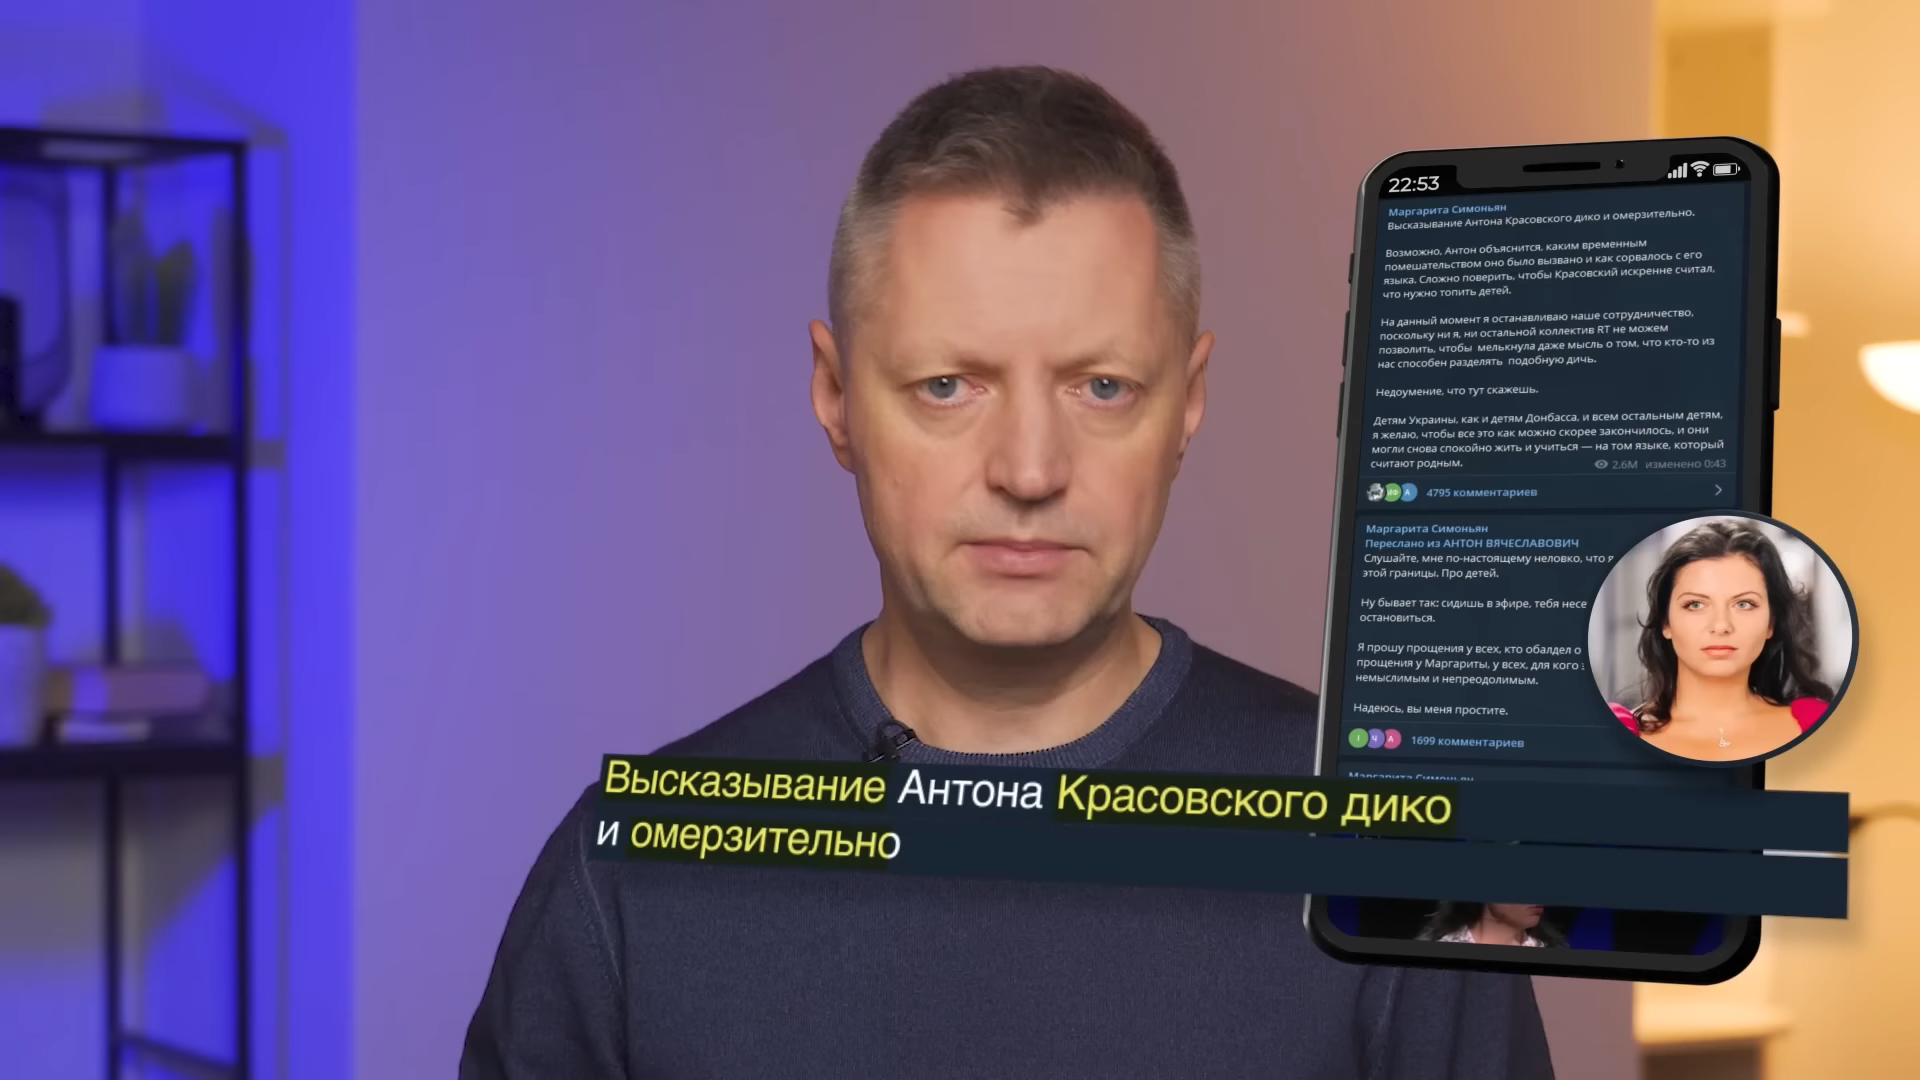 22:53
Маргарита Симоньян
Высказывание Антона Красовского дико и омерзительно.
Возможно, Антон объяснится, каким временным
помешательством оно было вызвано и как сорвалось с его
языка. Сложно поверить, чтобы Красовский искренне считал,
что нужно топить детей.
На данный момент я останавливаю наше сотрудничество,
поскольку ни я, ни остальной коллектив RT не можем
позволить, чтобы мелькнула даже мысль о том, что кто-то из
нас способен разделять подобную дичь.
Недоумение, что тут скажешь.
Детям Украины, как и детям Донбасса, и всем остальным детям,
я желаю, чтобы все это как можно скорее закончилось, и они
могли снова спокойно жить и учиться — на том языке, который
считают родным.
2.6M изменено 0:43
ИФ А 4795 комментариев
Маргарита Симоньян
Переслано из АНТОН ВЯЧЕСЛАВОВИЧ
Слушайте, мне по-настоящему неловко, что я
этой границы. Про детей.
Ну бывает так: сидишь в эфире, тебя несе
остановиться.
Я прошу прощения у всех, кто обалдел о
прощения у Маргариты, у всех, для кого
немыслимым и непреодолимым.
Надеюсь, вы меня простите.
I Ч А 1699 комментариев
Маргарита Симоньян
Высказывание Антона Красовского дико
и омерзительно